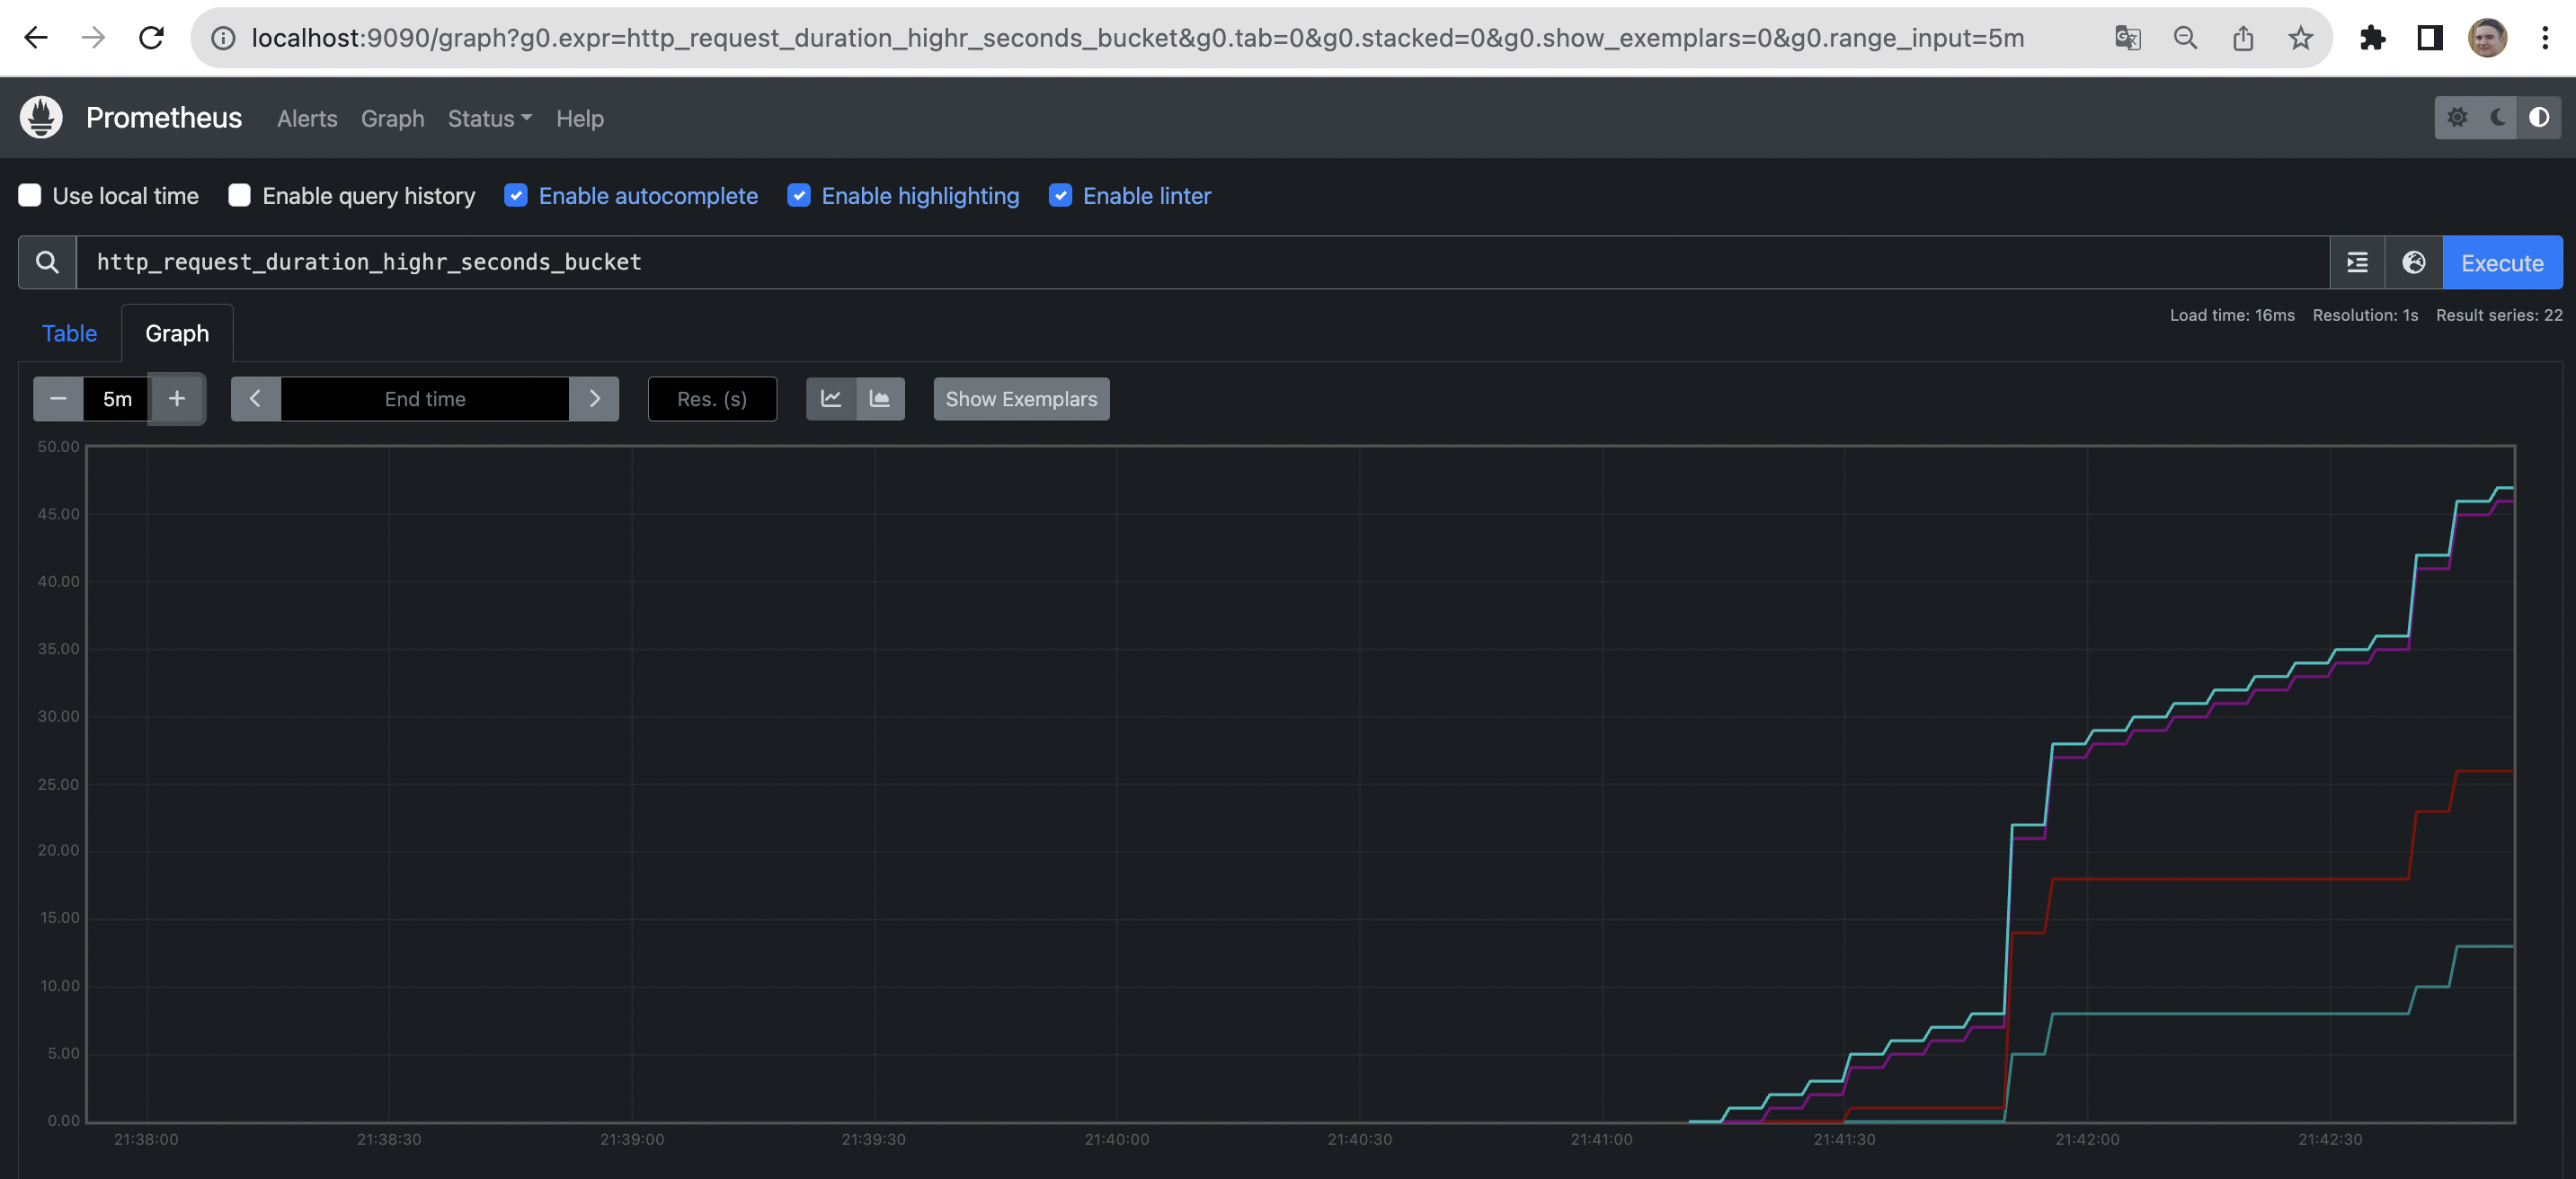 localhost:9090/graph?g0.expr=http_request_duration_highr_seconds_bucket&g0.tab=0&g0.stacked=0&g0.show_exemplars=0&g0.range_input=5m
Prometheus Alerts Graph Status Help
Use local time Enable query history Enable autocomplete Enable highlighting Enable linter
http_request_duration_highr_seconds_bucket Execute
Table Graph Load time: 16ms Resolution: 1s Result series: 22
− 5m + End time Res. (s) Show Exemplars
50.00
45.00
40.00
35.00
30.00
25.00
20.00
15.00
10.00
5.00
0.00
21:38:00 21:38:30 21:39:00 21:39:30 21:40:00 21:40:30 21:41:00 21:41:30 21:42:00 21:42:30